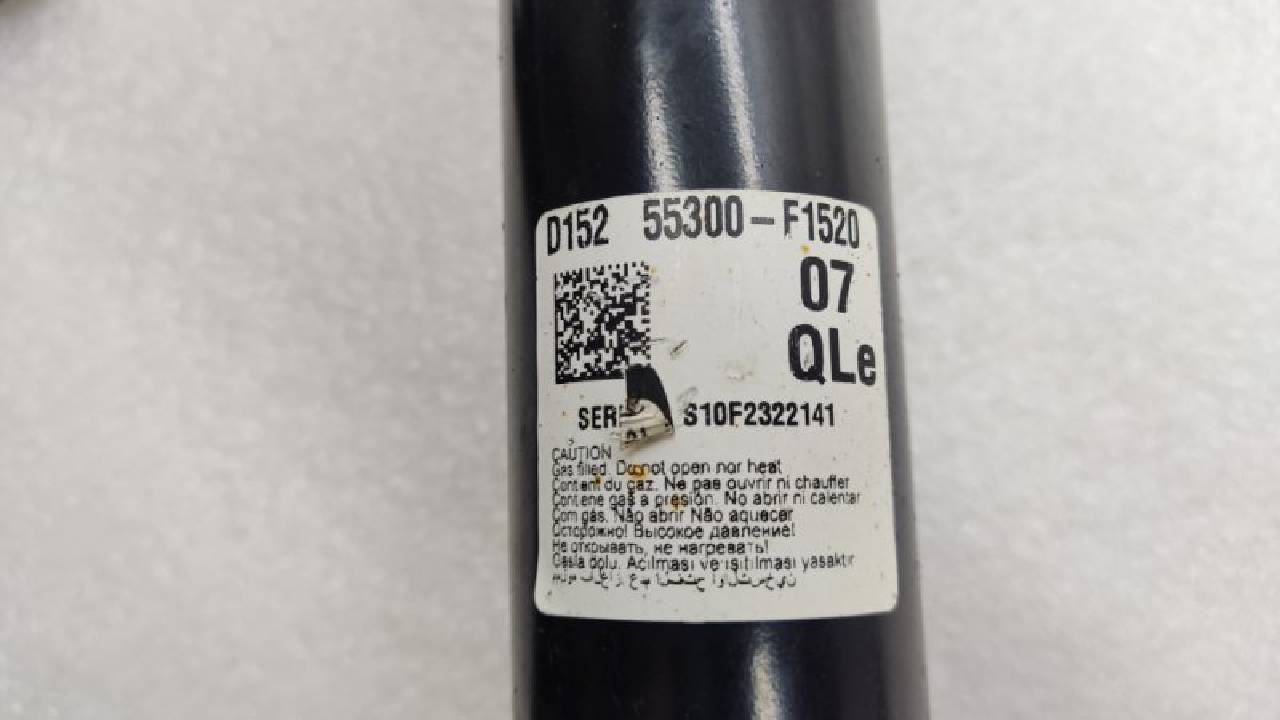 D152 55300-F1520
07
QLe
S10F2322141
CAUTION
Gas filled. Do not open nor heat
Contient du gaz. Ne pas ouvrir ni chauffer
Contiene gas a presión. No abrir ni calentar
Com gás. Não abrir Não aquecer
Осторожно! Высокое давление!
Не открывать, не нагревать!
Gasla dolu. Açılması ve ısıtılması yasaktır